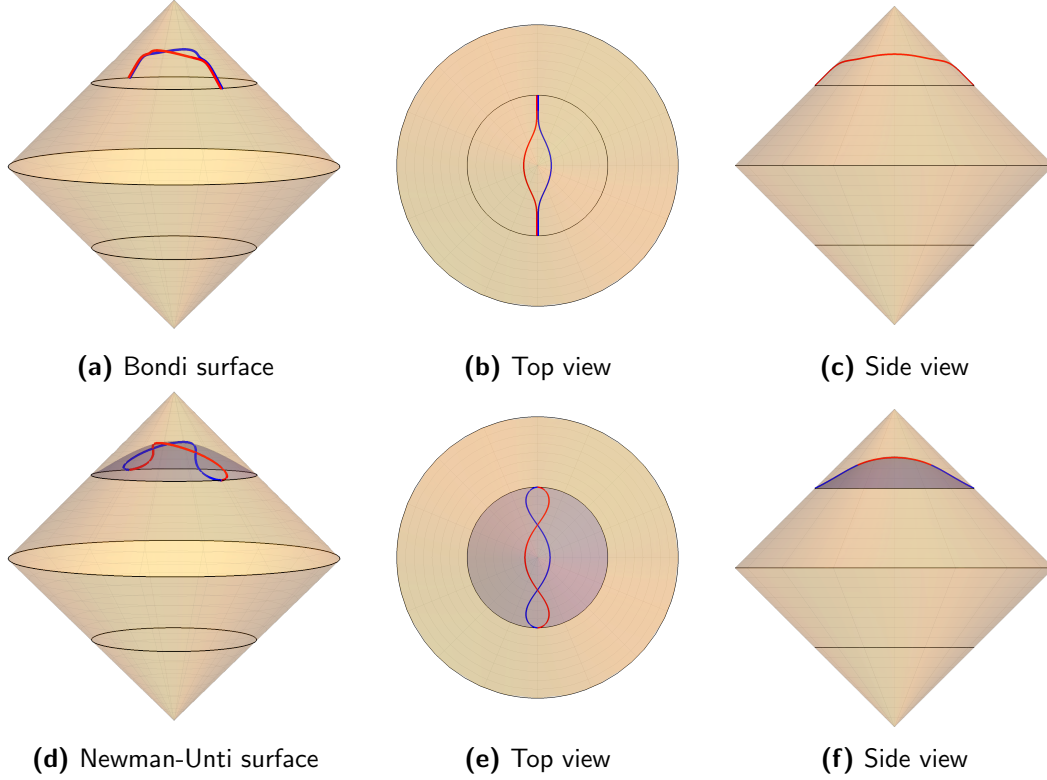 (a) Bondi surface
(b) Top view
(c) Side view
(d) Newman-Unti surface
(e) Top view
(f) Side view